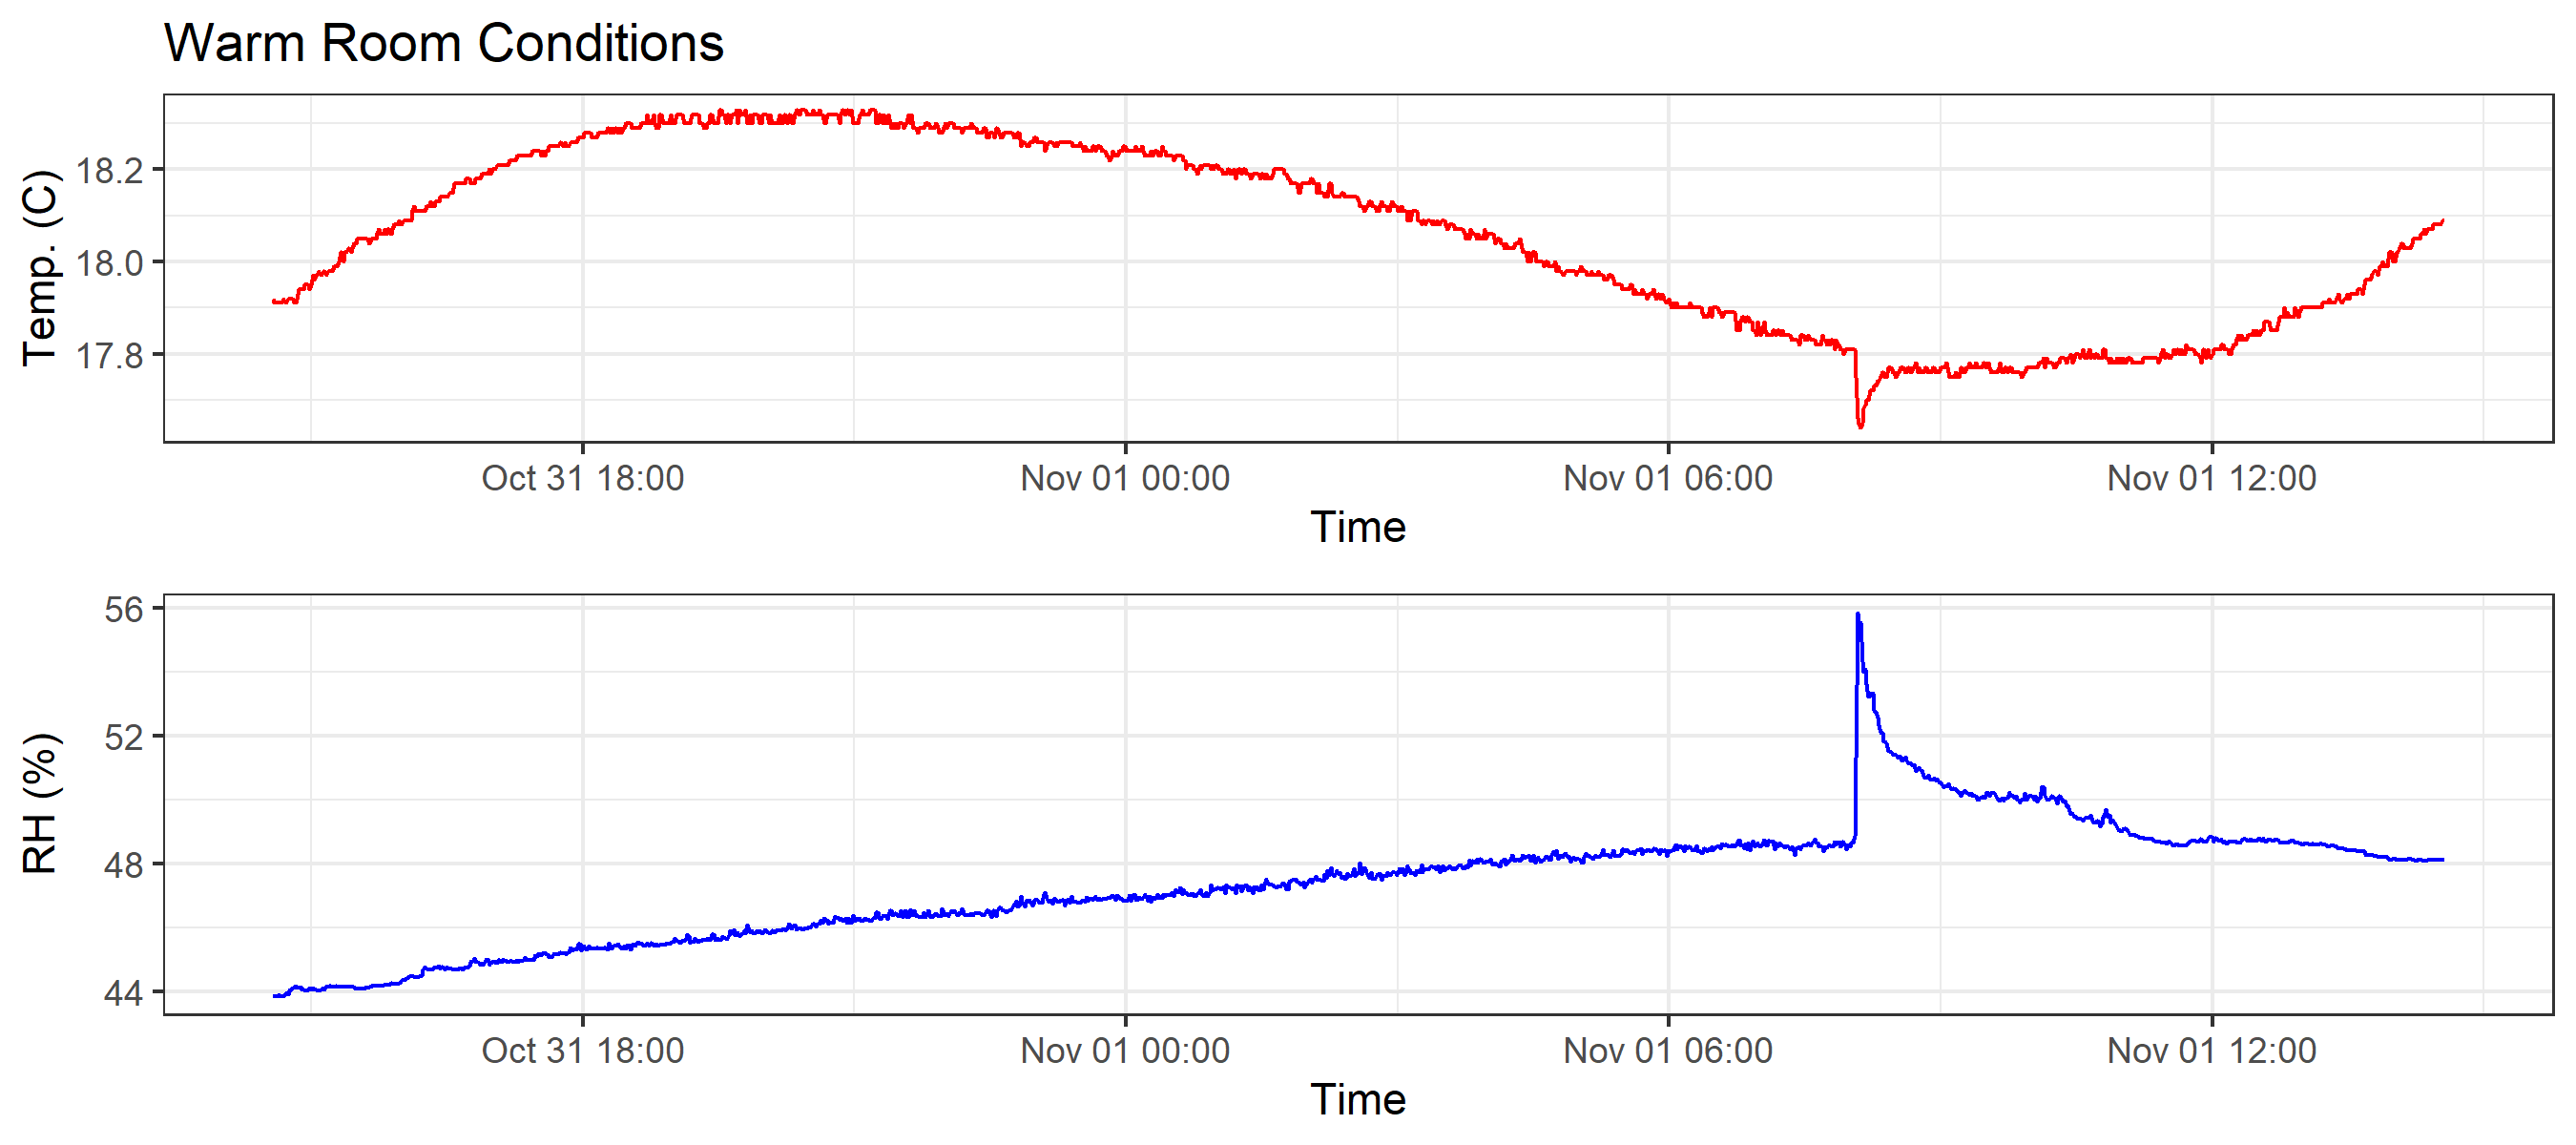 Warm Room Conditions
Temp. (C)
18.2
18.0
17.8
Oct 31 18:00 Nov 01 00:00 Nov 01 06:00 Nov 01 12:00
Time
RH (%)
56
52
48
44
Oct 31 18:00 Nov 01 00:00 Nov 01 06:00 Nov 01 12:00
Time